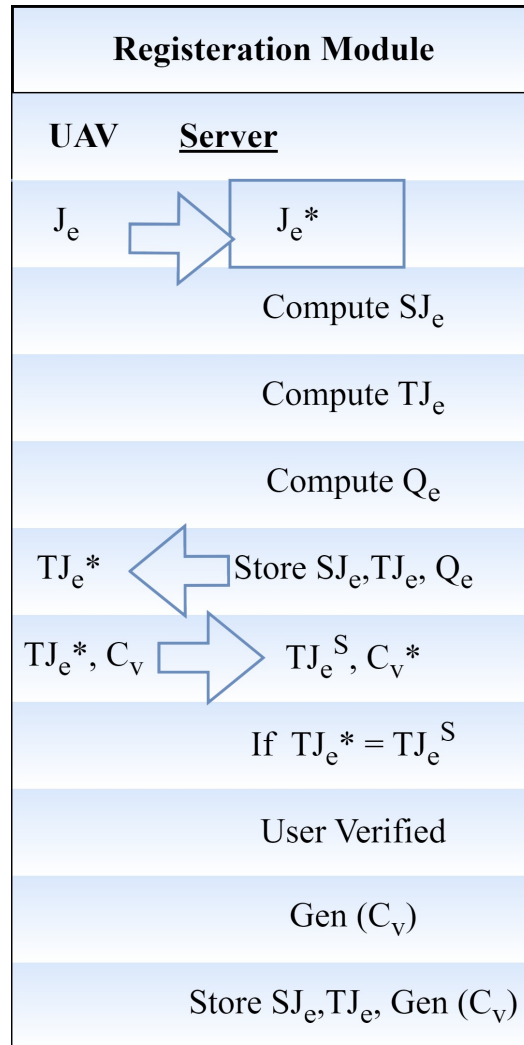 Registeration Module
UAV Server
Jₑ Jₑ*
Compute SJₑ
Compute TJₑ
Compute Qₑ
TJₑ* Store SJₑ,TJₑ, Qₑ
TJₑ*, Cᵥ TJₑˢ, Cᵥ*
If TJₑ* = TJₑˢ
User Verified
Gen (Cᵥ)
Store SJₑ,TJₑ, Gen (Cᵥ)